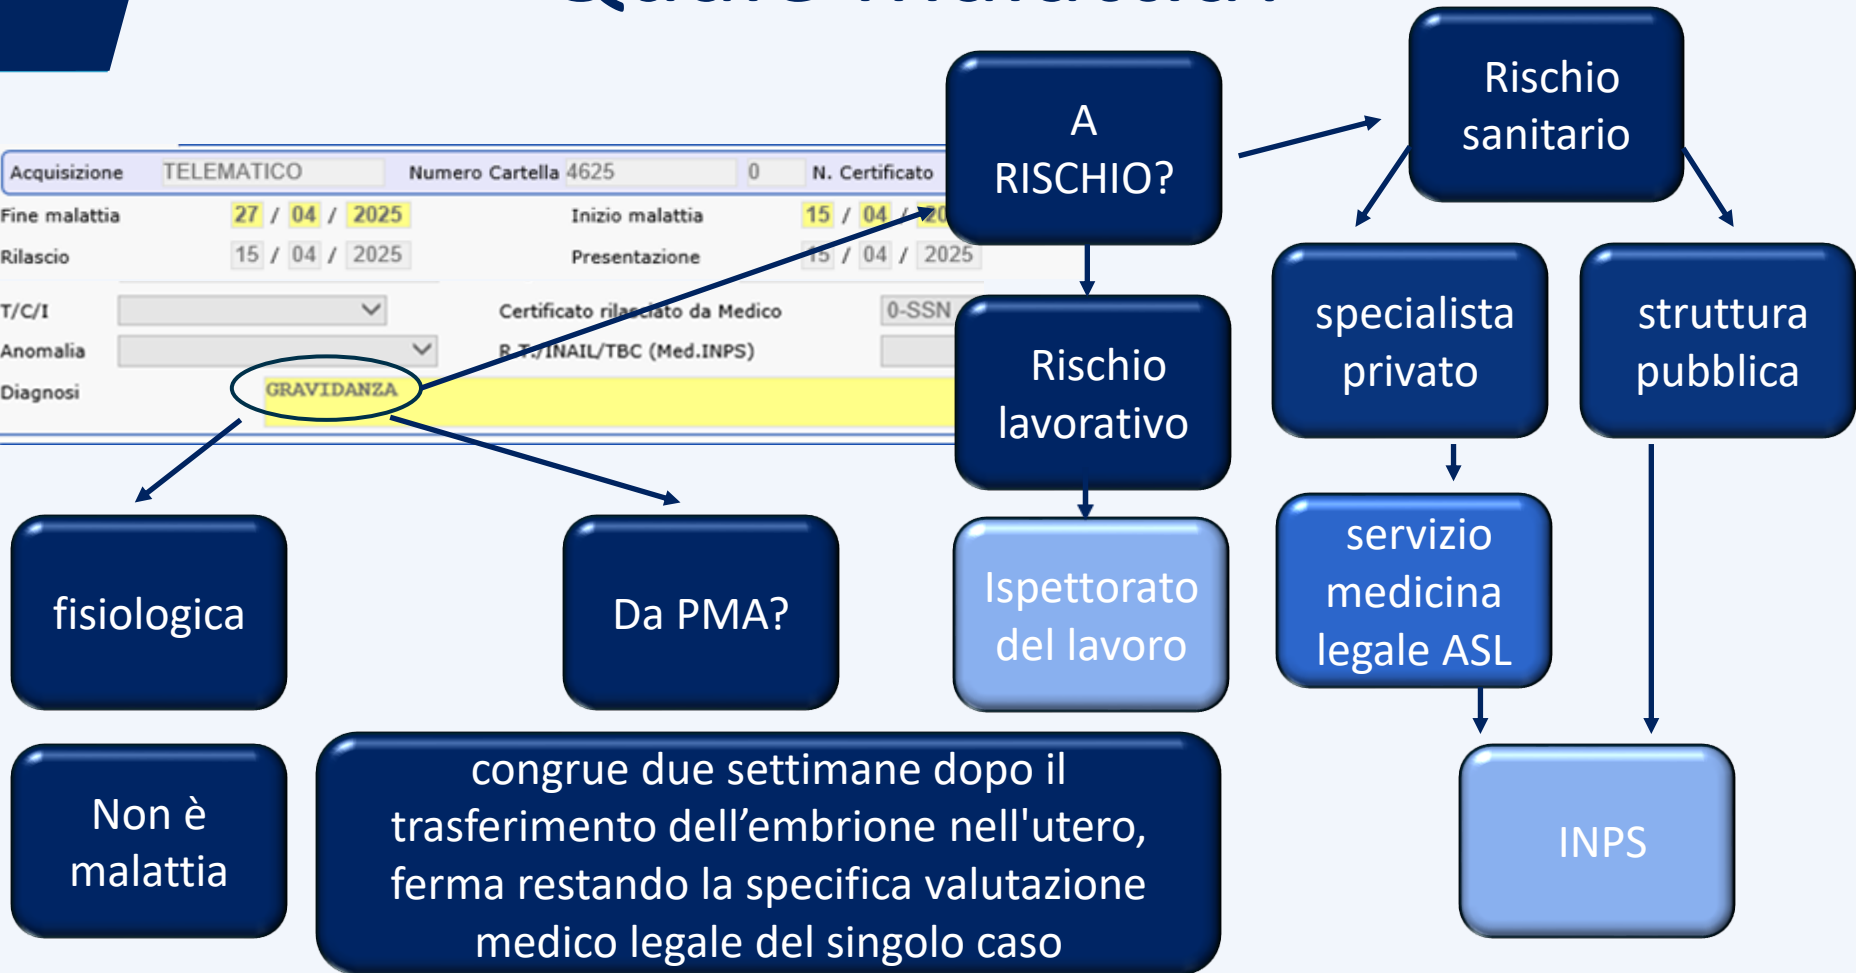 Acquisizione TELEMATICO Numero Cartella 4625 0 N. Certificato
Fine malattia 27 / 04 / 2025 Inizio malattia 15 / 04 / 20
Rilascio 15 / 04 / 2025 Presentazione 15 / 04 / 2025
T/C/I Certificato rilasciato da Medico 0-SSN
Anomalia R.T./INAIL/TBC (Med.INPS)
Diagnosi GRAVIDANZA
A
RISCHIO?
Rischio
sanitario
Rischio
lavorativo
specialista
privato
struttura
pubblica
fisiologica
Da PMA?
Ispettorato
del lavoro
servizio
medicina
legale ASL
Non è
malattia
congrue due settimane dopo il
trasferimento dell’embrione nell'utero,
ferma restando la specifica valutazione
medico legale del singolo caso
INPS